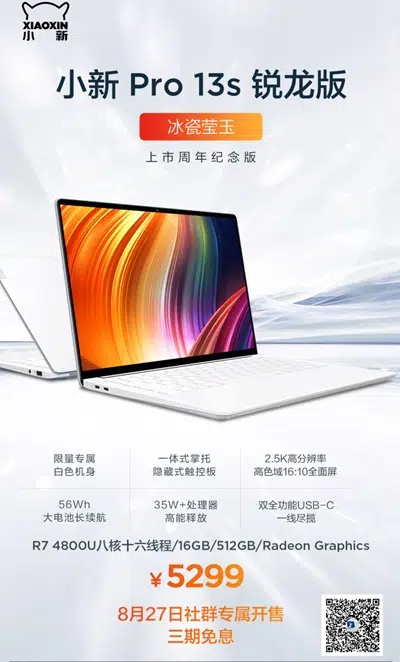 XIAOXIN
小新
小新 Pro 13s 锐龙版
冰瓷莹玉
上市周年纪念版
限量专属
白色机身
一体式掌托
隐藏式触控板
2.5K高分辨率
高色域16:10全面屏
56Wh
大电池长续航
35W+处理器
高能释放
双全功能USB-C
一线尽揽
R7 4800U八核十六线程/16GB/512GB/Radeon Graphics
¥5299
8月27日社群专属开售
三期免息